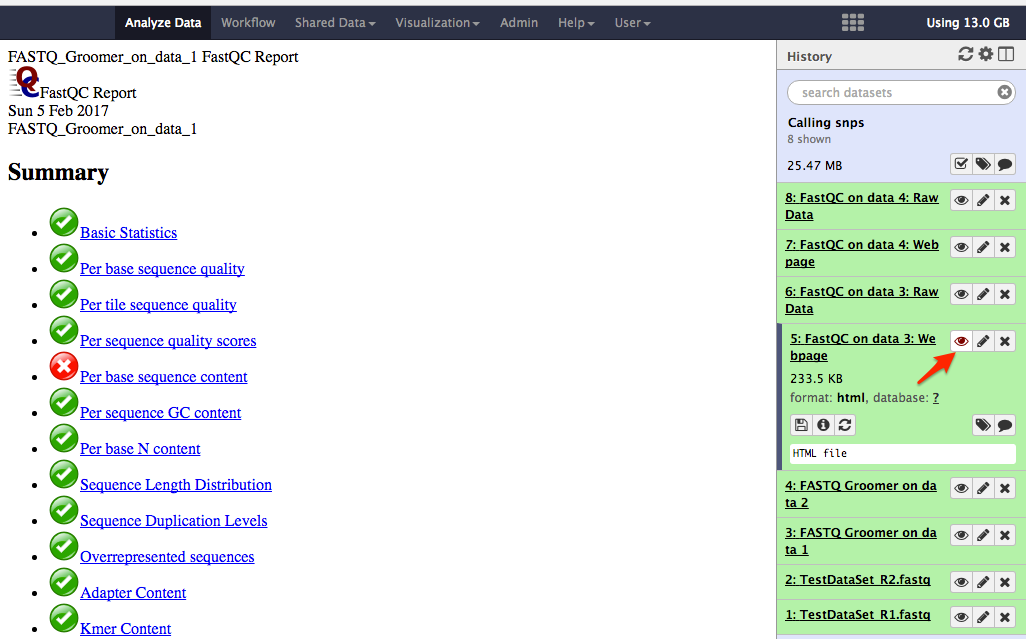 Analyze Data Workflow Shared Data Visualization Admin Help User Using 13.0 GB
FASTQ_Groomer_on_data_1 FastQC Report
FastQC Report
Sun 5 Feb 2017
FASTQ_Groomer_on_data_1
Summary
Basic Statistics
Per base sequence quality
Per tile sequence quality
Per sequence quality scores
Per base sequence content
Per sequence GC content
Per base N content
Sequence Length Distribution
Sequence Duplication Levels
Overrepresented sequences
Adapter Content
Kmer Content
History
search datasets
Calling snps
8 shown
25.47 MB
8: FastQC on data 4: Raw
Data
7: FastQC on data 4: Web
page
6: FastQC on data 3: Raw
Data
5: FastQC on data 3: We
bpage
233.5 KB
format: html, database: ?
HTML file
4: FASTQ Groomer on da
ta 2
3: FASTQ Groomer on da
ta 1
2: TestDataSet_R2.fastq
1: TestDataSet_R1.fastq